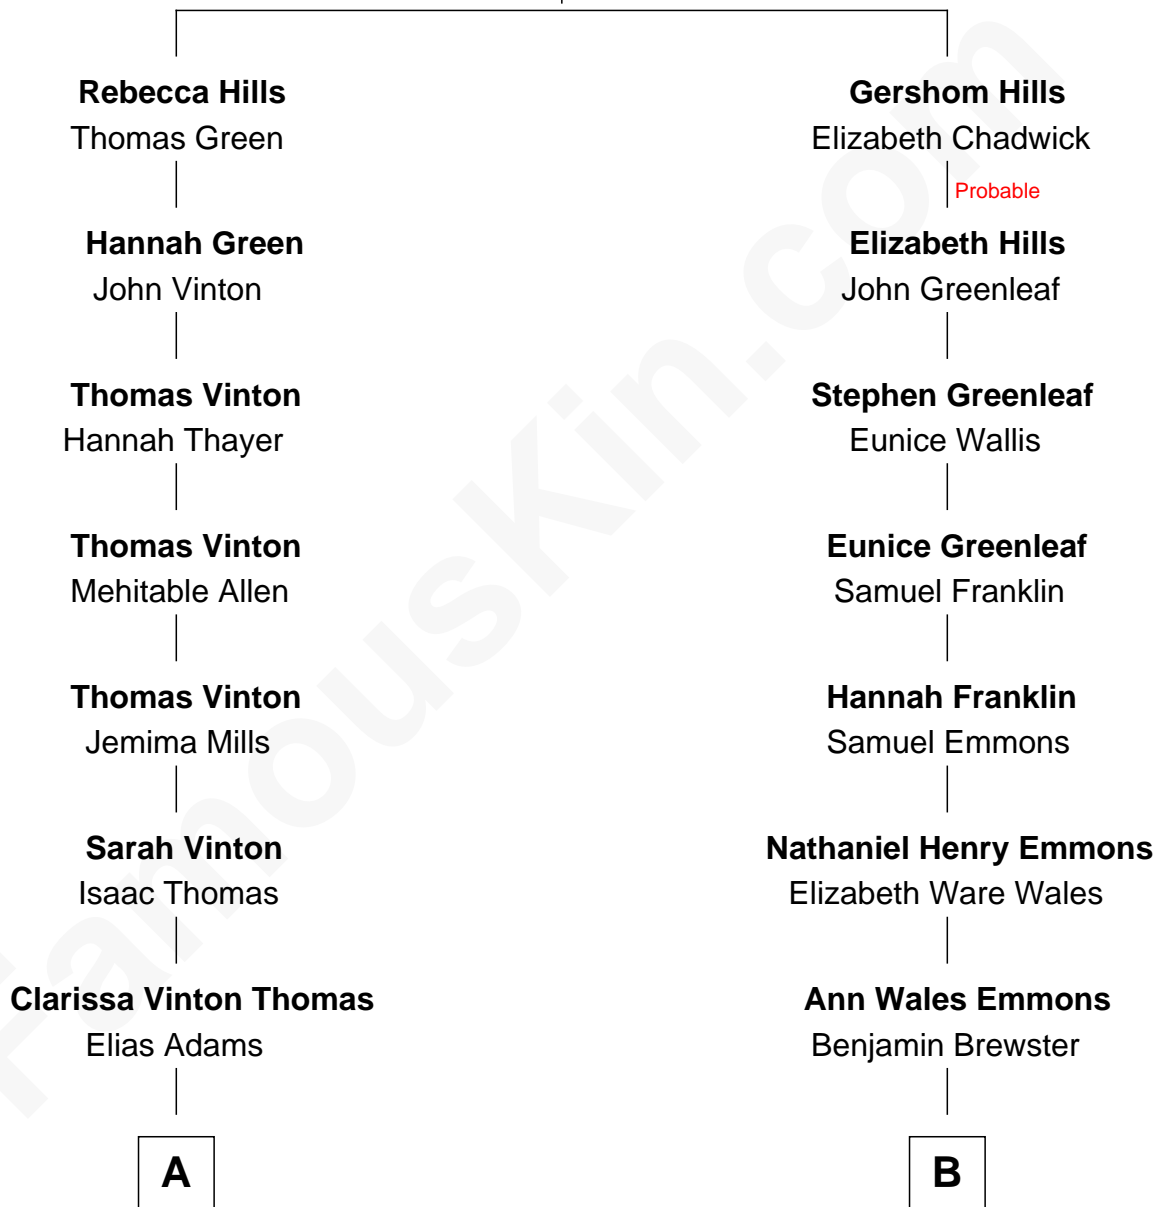 Rebecca Hills
Thomas Green
Hannah Green
John Vinton
Thomas Vinton
Hannah Thayer
Thomas Vinton
Mehitable Allen
Thomas Vinton
Jemima Mills
Sarah Vinton
Isaac Thomas
Clarissa Vinton Thomas
Elias Adams
A
Gershom Hills
Elizabeth Chadwick
Probable
Elizabeth Hills
John Greenleaf
Stephen Greenleaf
Eunice Wallis
Eunice Greenleaf
Samuel Franklin
Hannah Franklin
Samuel Emmons
Nathaniel Henry Emmons
Elizabeth Ware Wales
Ann Wales Emmons
Benjamin Brewster
B
FamousKin.com